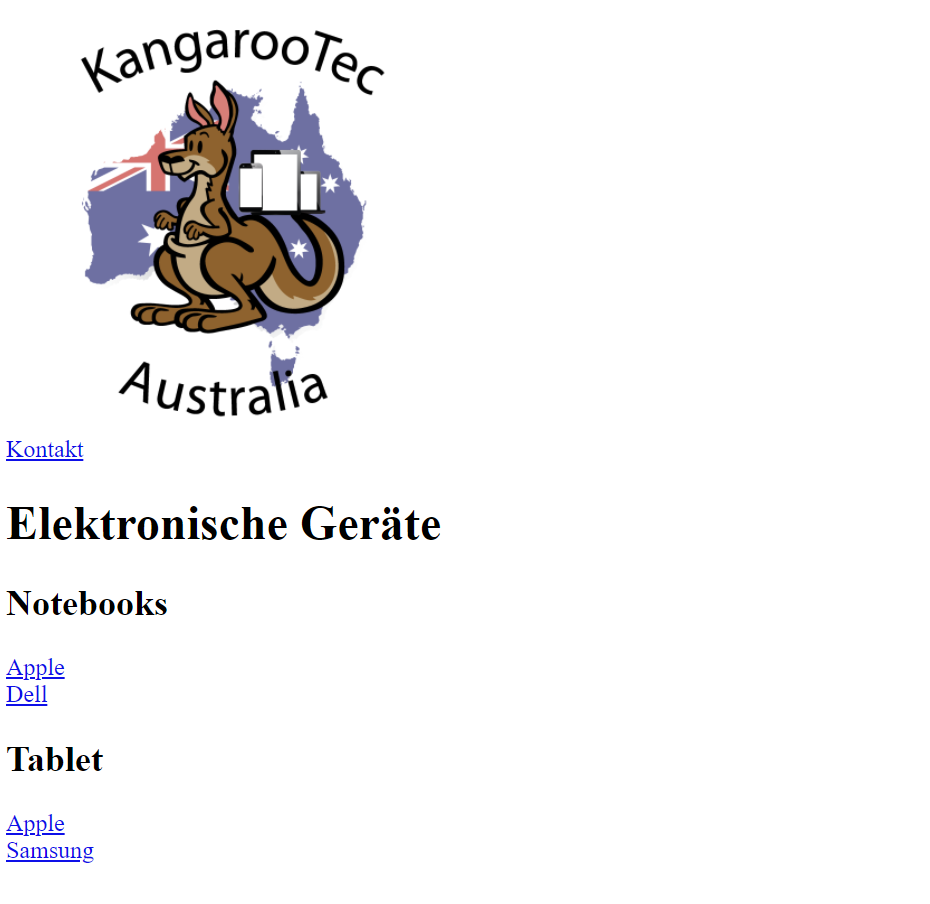 KangarooTec
Australia
Kontakt
Elektronische Geräte
Notebooks
Apple
Dell
Tablet
Apple
Samsung